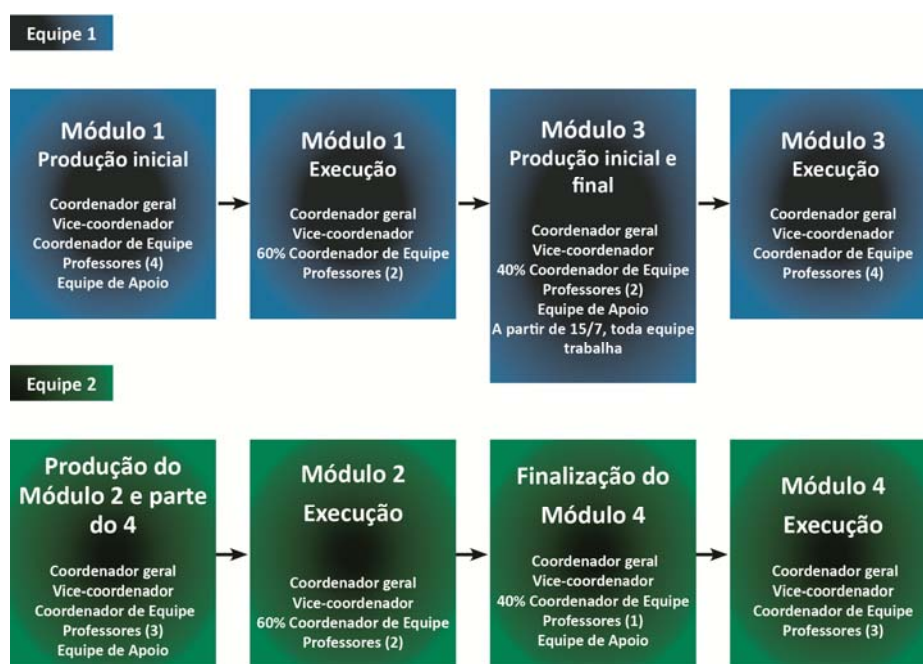 Equipe 1
Módulo 1
Produção inicial
Coordenador geral
Vice-coordenador
Coordenador de Equipe
Professores (4)
Equipe de Apoio
Módulo 1
Execução
Coordenador geral
Vice-coordenador
60% Coordenador de Equipe
Professores (2)
Módulo 3
Produção inicial e
final
Coordenador geral
Vice-coordenador
40% Coordenador de Equipe
Professores (2)
Equipe de Apoio
A partir de 15/7, toda equipe
trabalha
Módulo 3
Execução
Coordenador geral
Vice-coordenador
Coordenador de Equipe
Professores (4)
Equipe 2
Produção do
Módulo 2 e parte
do 4
Coordenador geral
Vice-coordenador
Coordenador de Equipe
Professores (3)
Equipe de Apoio
Módulo 2
Execução
Coordenador geral
Vice-coordenador
60% Coordenador de Equipe
Professores (2)
Finalização do
Módulo 4
Coordenador geral
Vice-coordenador
40% Coordenador de Equipe
Professores (1)
Equipe de Apoio
Módulo 4
Execução
Coordenador geral
Vice-coordenador
Coordenador de Equipe
Professores (3)